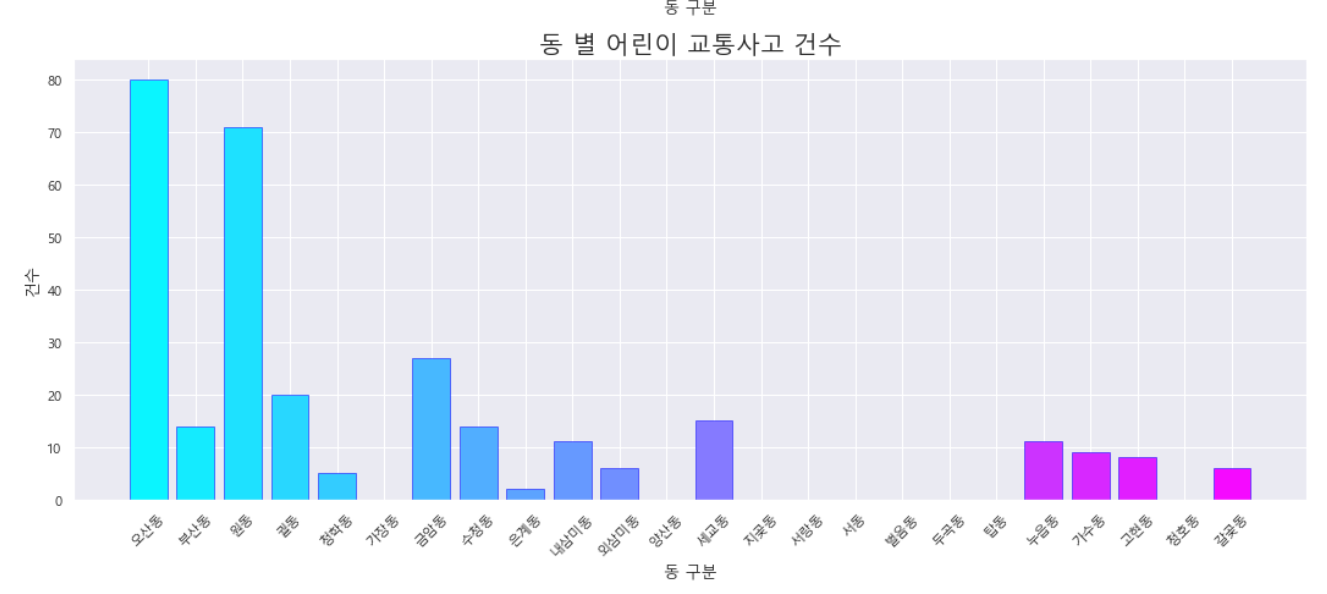 동 구분
동 별 어린이 교통사고 건수
80
70
60
50
40
30
20
10
0
건수
오산동 부산동 원동 궐동 청학동 가장동 금암동 수청동 은계동 내삼미동 외삼미동 양산동 세교동 지곶동 서랑동 서동 벌음동 두곡동 탑동 누읍동 가수동 고현동 청호동 갈곶동
동 구분